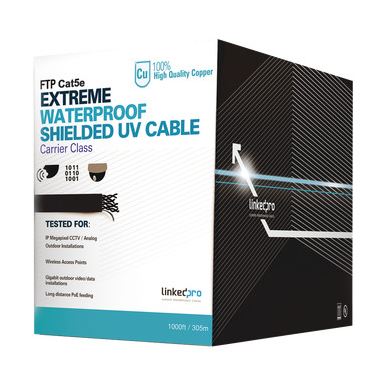 Cu
100%
High Quality Copper
FTP Cat5e
EXTREME
WATERPROOF
SHIELDED UV CABLE
Carrier Class
1011
0110
1001
TESTED FOR:
IP Megapixel CCTV / Analog
Outdoor Installations
Wireless Access Points
Gigabit outdoor video/data
installations
Long distance PoE feeding
linkedpro
1000ft / 305m
linkedpro